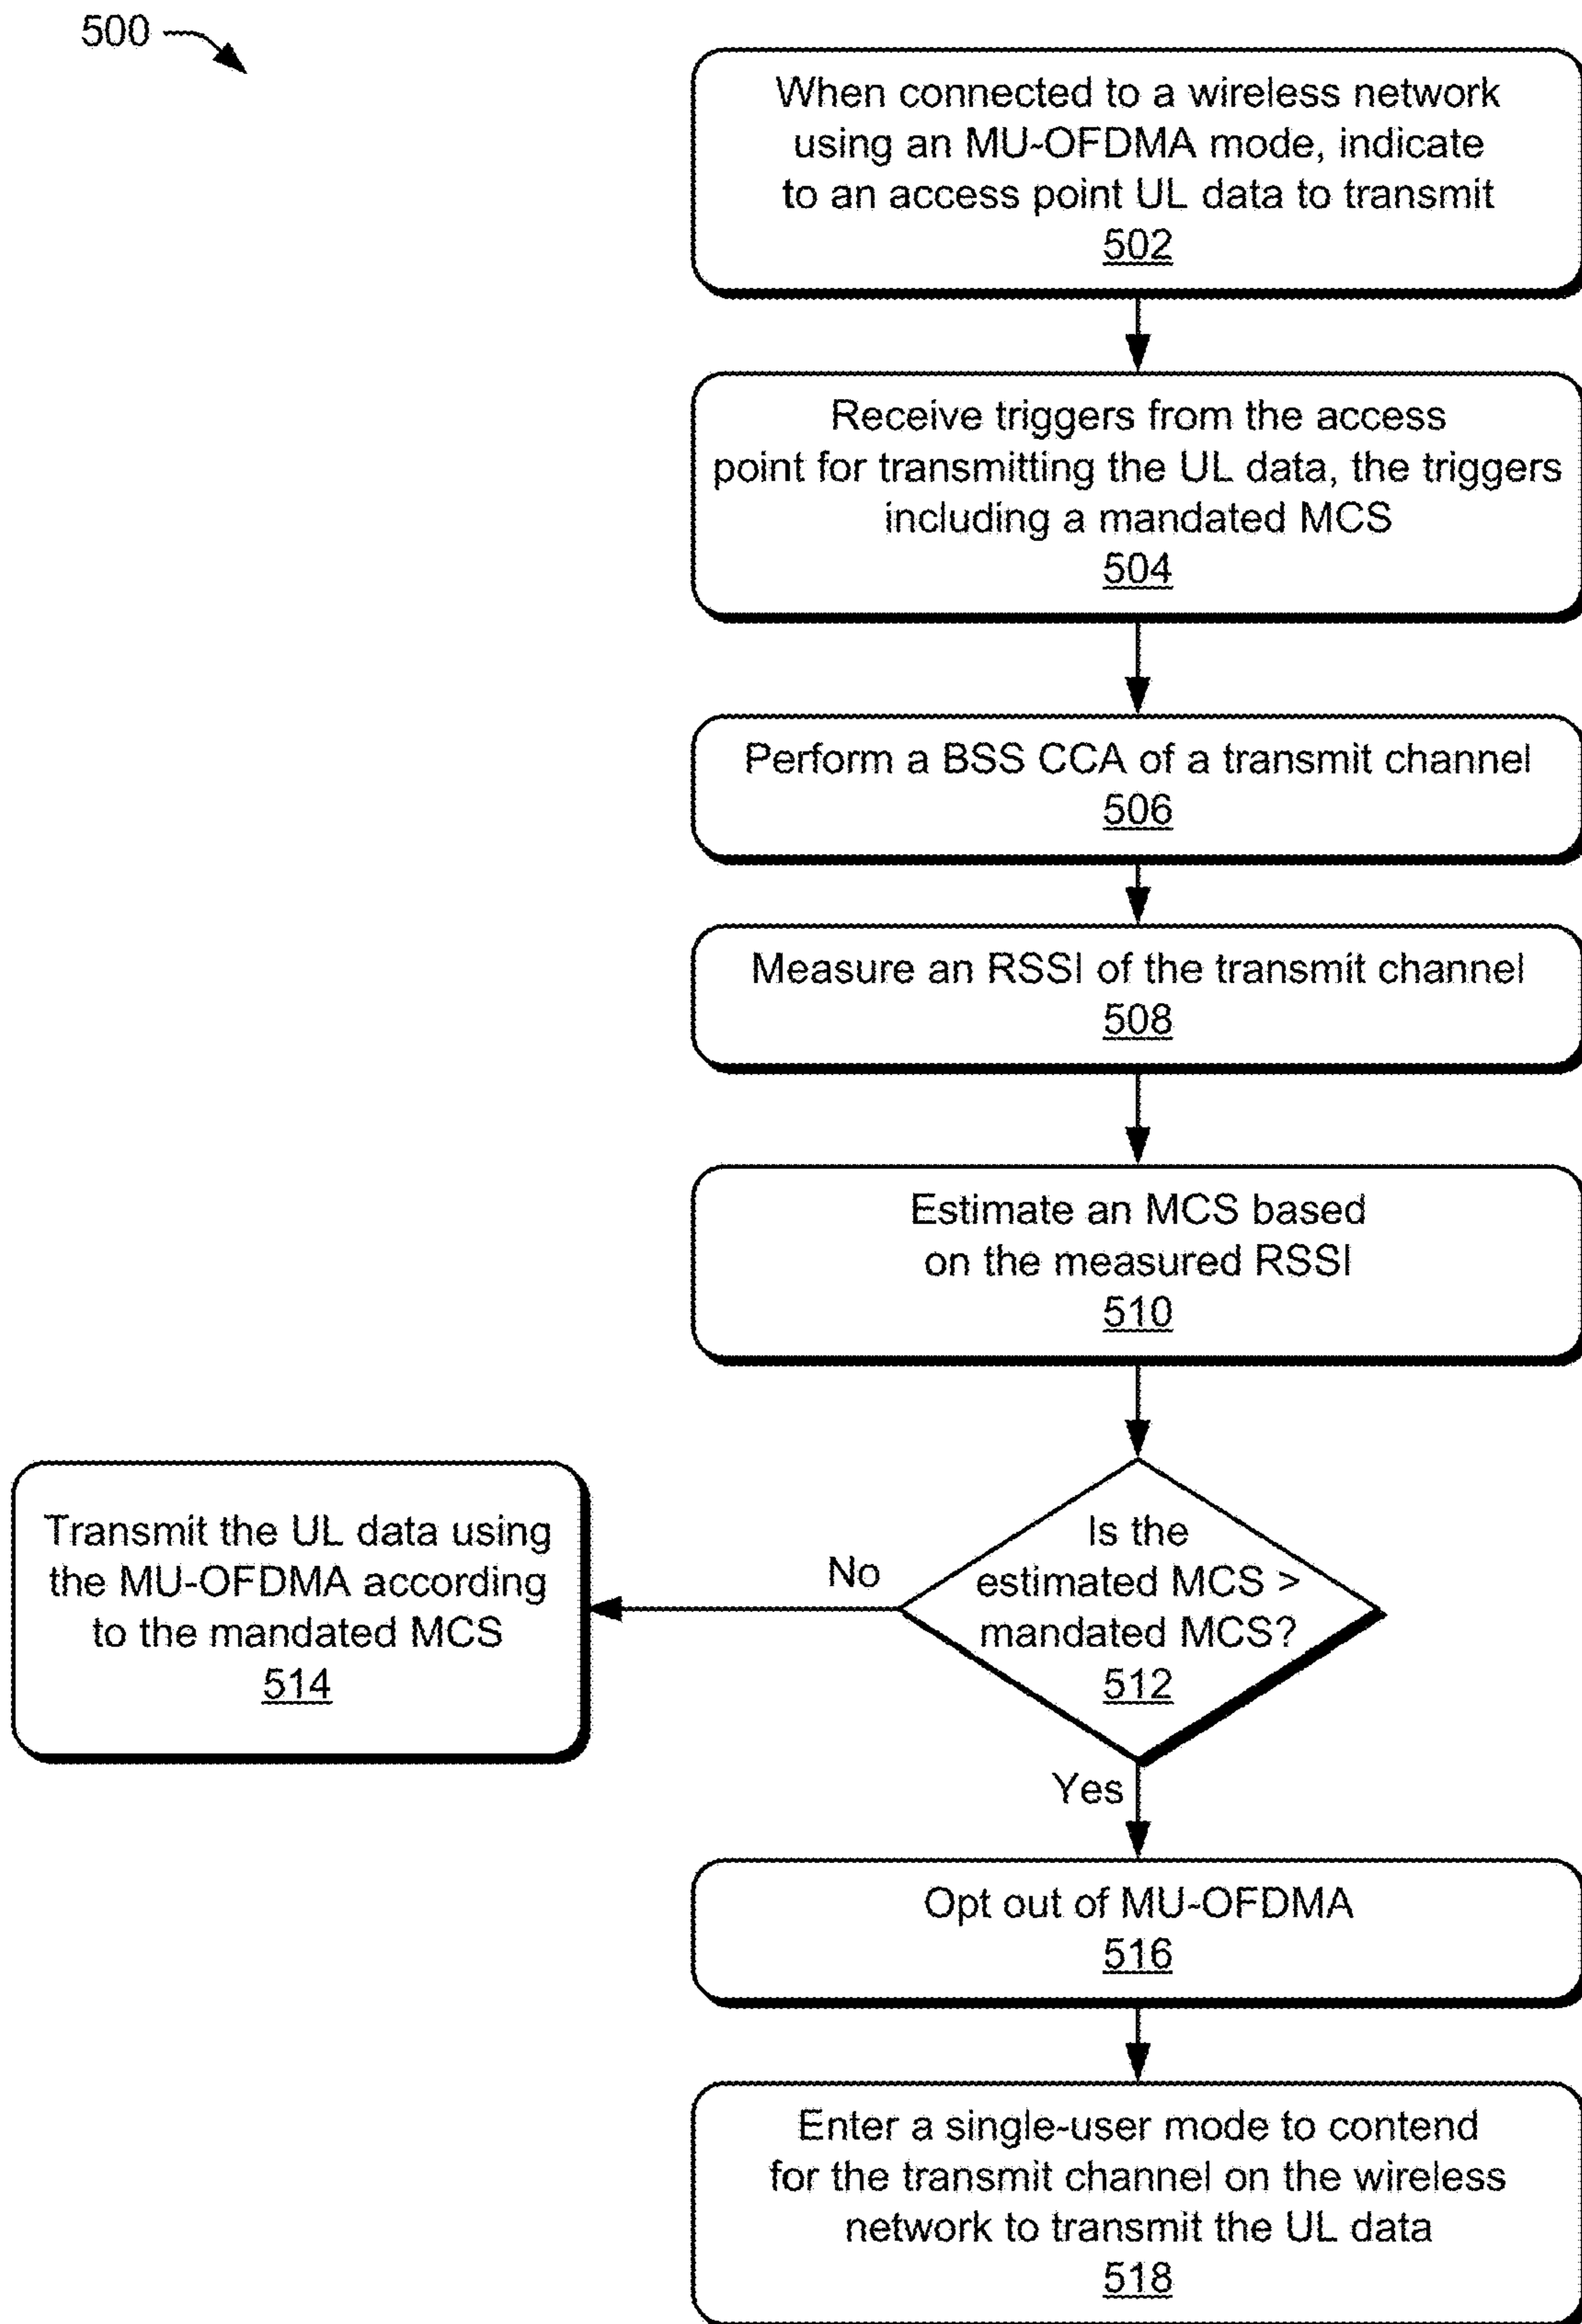 500
When connected to a wireless network
using an MU-OFDMA mode, indicate
to an access point UL data to transmit
502
Receive triggers from the access
point for transmitting the UL data, the triggers
including a mandated MCS
504
Perform a BSS CCA of a transmit channel
506
Measure an RSSI of the transmit channel
508
Estimate an MCS based
on the measured RSSI
510
Is the
estimated MCS >
mandated MCS?
512
No
Transmit the UL data using
the MU-OFDMA according
to the mandated MCS
514
Yes
Opt out of MU-OFDMA
516
Enter a single-user mode to contend
for the transmit channel on the wireless
network to transmit the UL data
518